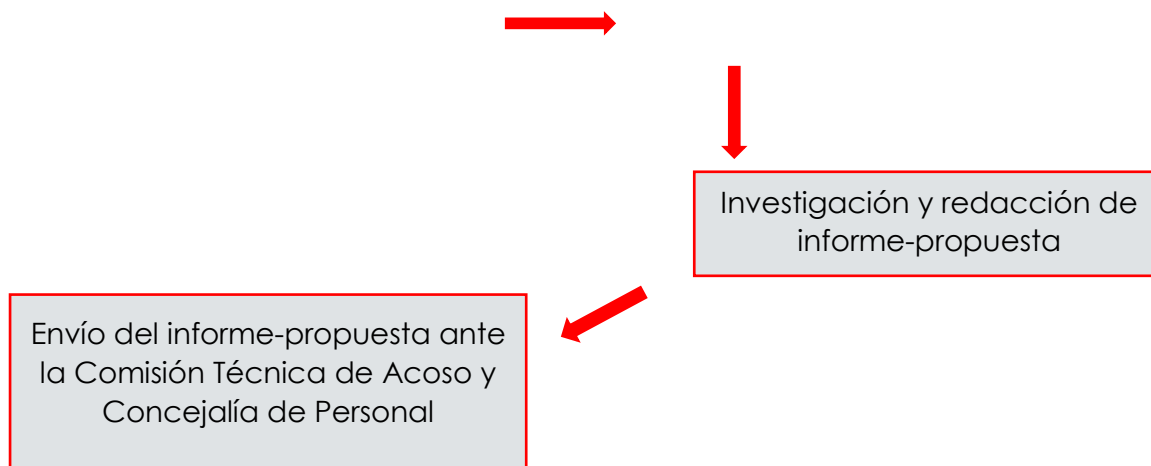 Investigación y redacción de
informe-propuesta
Envío del informe-propuesta ante
la Comisión Técnica de Acoso y
Concejalía de Personal